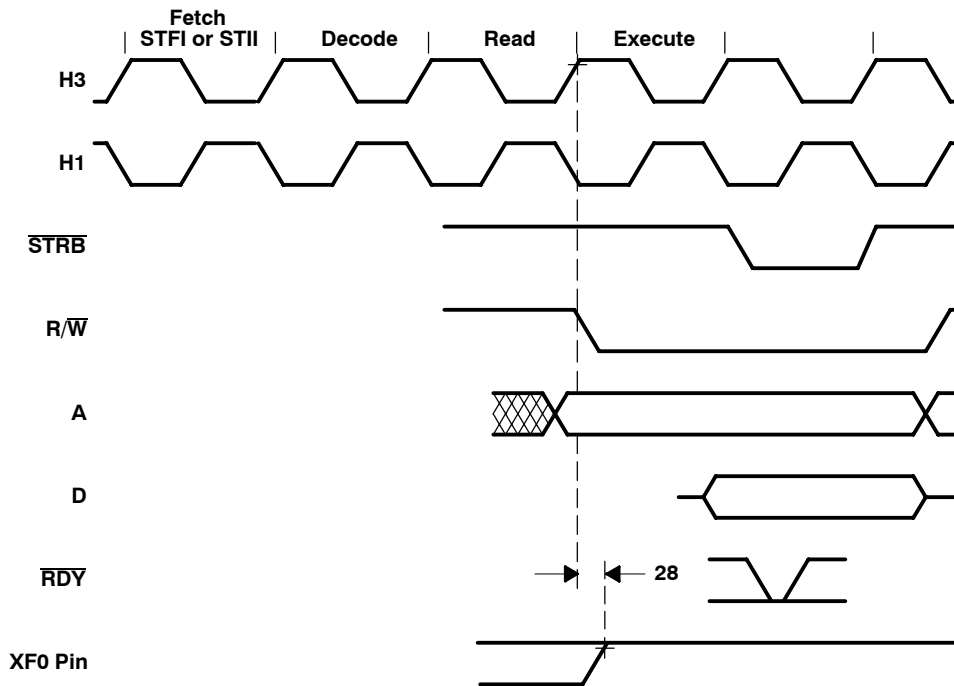 Fetch
STFI or STII
Decode
Read
Execute
H3
H1
STRB
R/W
A
D
RDY
28
XF0 Pin